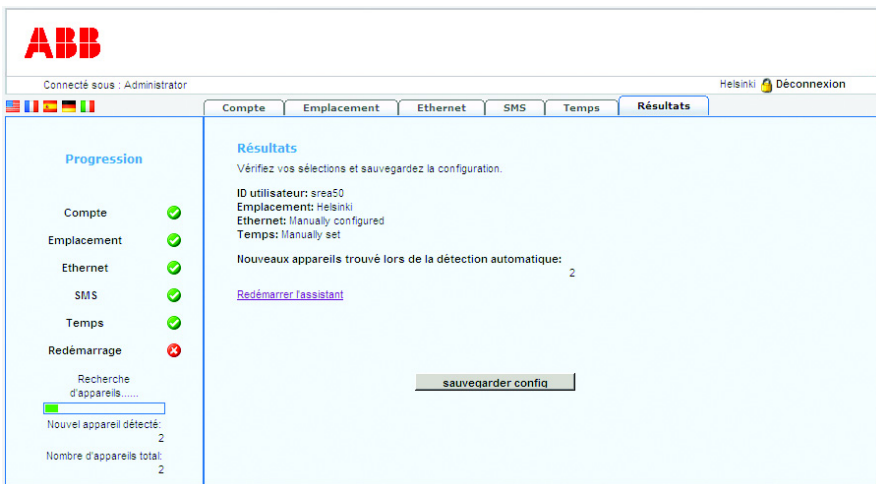 ABB
Connecté sous : Administrator
Helsinki Déconnexion
Compte Emplacement Ethernet SMS Temps Résultats
Progression
Compte
Emplacement
Ethernet
SMS
Temps
Redémarrage
Recherche
d'appareils......
Nouvel appareil détecté:
2
Nombre d'appareils total:
2
Résultats
Vérifiez vos sélections et sauvegardez la configuration.
ID utilisateur: srea50
Emplacement: Helsinki
Ethernet: Manually configured
Temps: Manually set
Nouveaux appareils trouvé lors de la détection automatique:
2
Redémarrer l'assistant
sauvegarder config